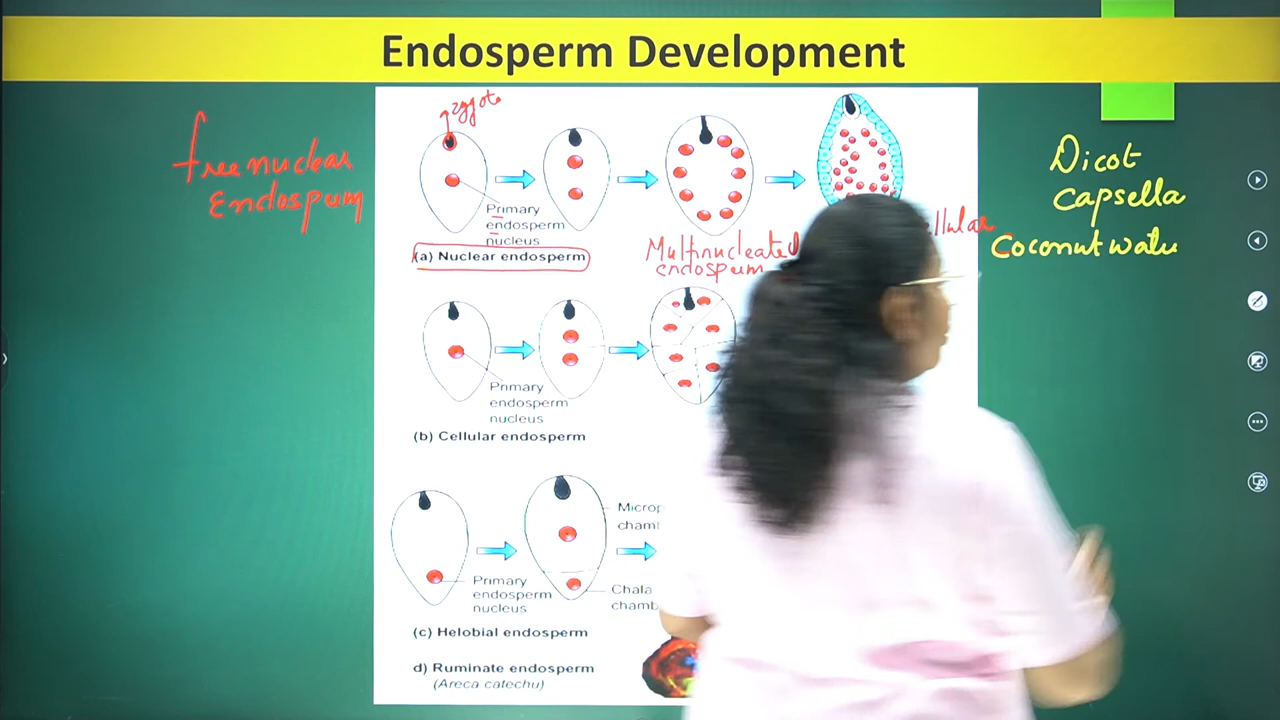 Endosperm Development
zygote
free nuclear
Endosperm
Primary
endosperm
nucleus
(a) Nuclear endosperm
Multinucleated
endosperm
Dicot
Capsella
Coconut water
Primary
endosperm
nucleus
(b) Cellular endosperm
Primary
endosperm
nucleus
Chala
(c) Helobial endosperm
d) Ruminate endosperm
(Areca catechu)